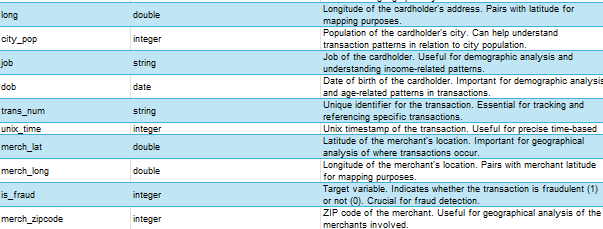 long double Longitude of the cardholder's address. Pairs with latitude for
mapping purposes.
city_pop integer Population of the cardholder's city. Can help understand
transaction patterns in relation to city population.
job string Job of the cardholder. Useful for demographic analysis and
understanding income-related patterns.
dob date Date of birth of the cardholder. Important for demographic analysis
and age-related patterns in transactions.
trans_num string Unique identifier for the transaction. Essential for tracking and
referencing specific transactions.
unix_time integer Unix timestamp of the transaction. Useful for precise time-based
merch_lat double Latitude of the merchant's location. Important for geographical
analysis of where transactions occur.
merch_long double Longitude of the merchant's location. Pairs with merchant latitude
for mapping purposes.
is_fraud integer Target variable. Indicates whether the transaction is fraudulent (1)
or not (0). Crucial for fraud detection.
merch_zipcode integer ZIP code of the merchant. Useful for geographical analysis of the
merchants involved.